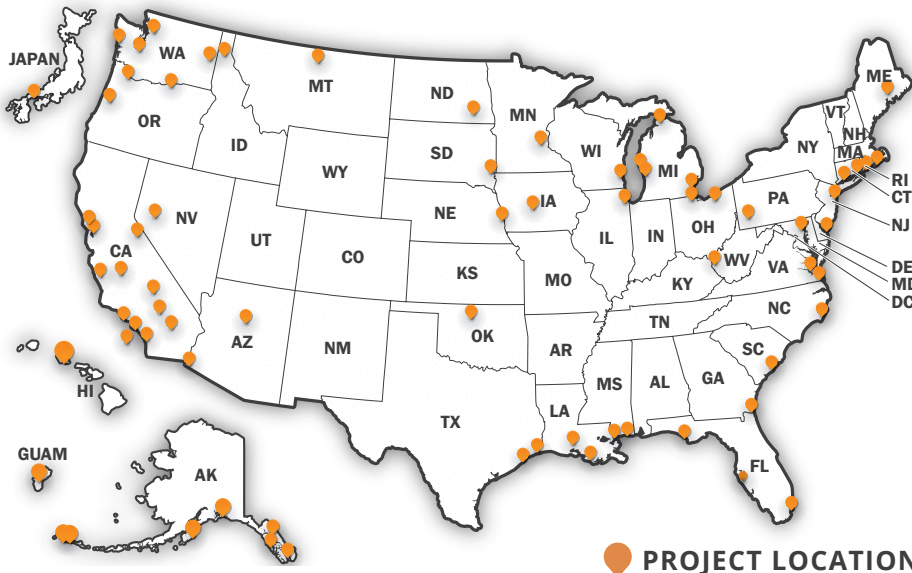 JAPAN
WA
MT
ND
MN
ME
VT
NH
OR
ID
WY
SD
WI
MI
NY
MA
RI
CT
NV
NE
IA
PA
NJ
CA
UT
CO
KS
IL
IN
OH
WV
VA
DE
MD
DC
MO
KY
AZ
NM
OK
AR
TN
NC
SC
HI
TX
LA
MS
AL
GA
GUAM
AK
FL
PROJECT LOCATION